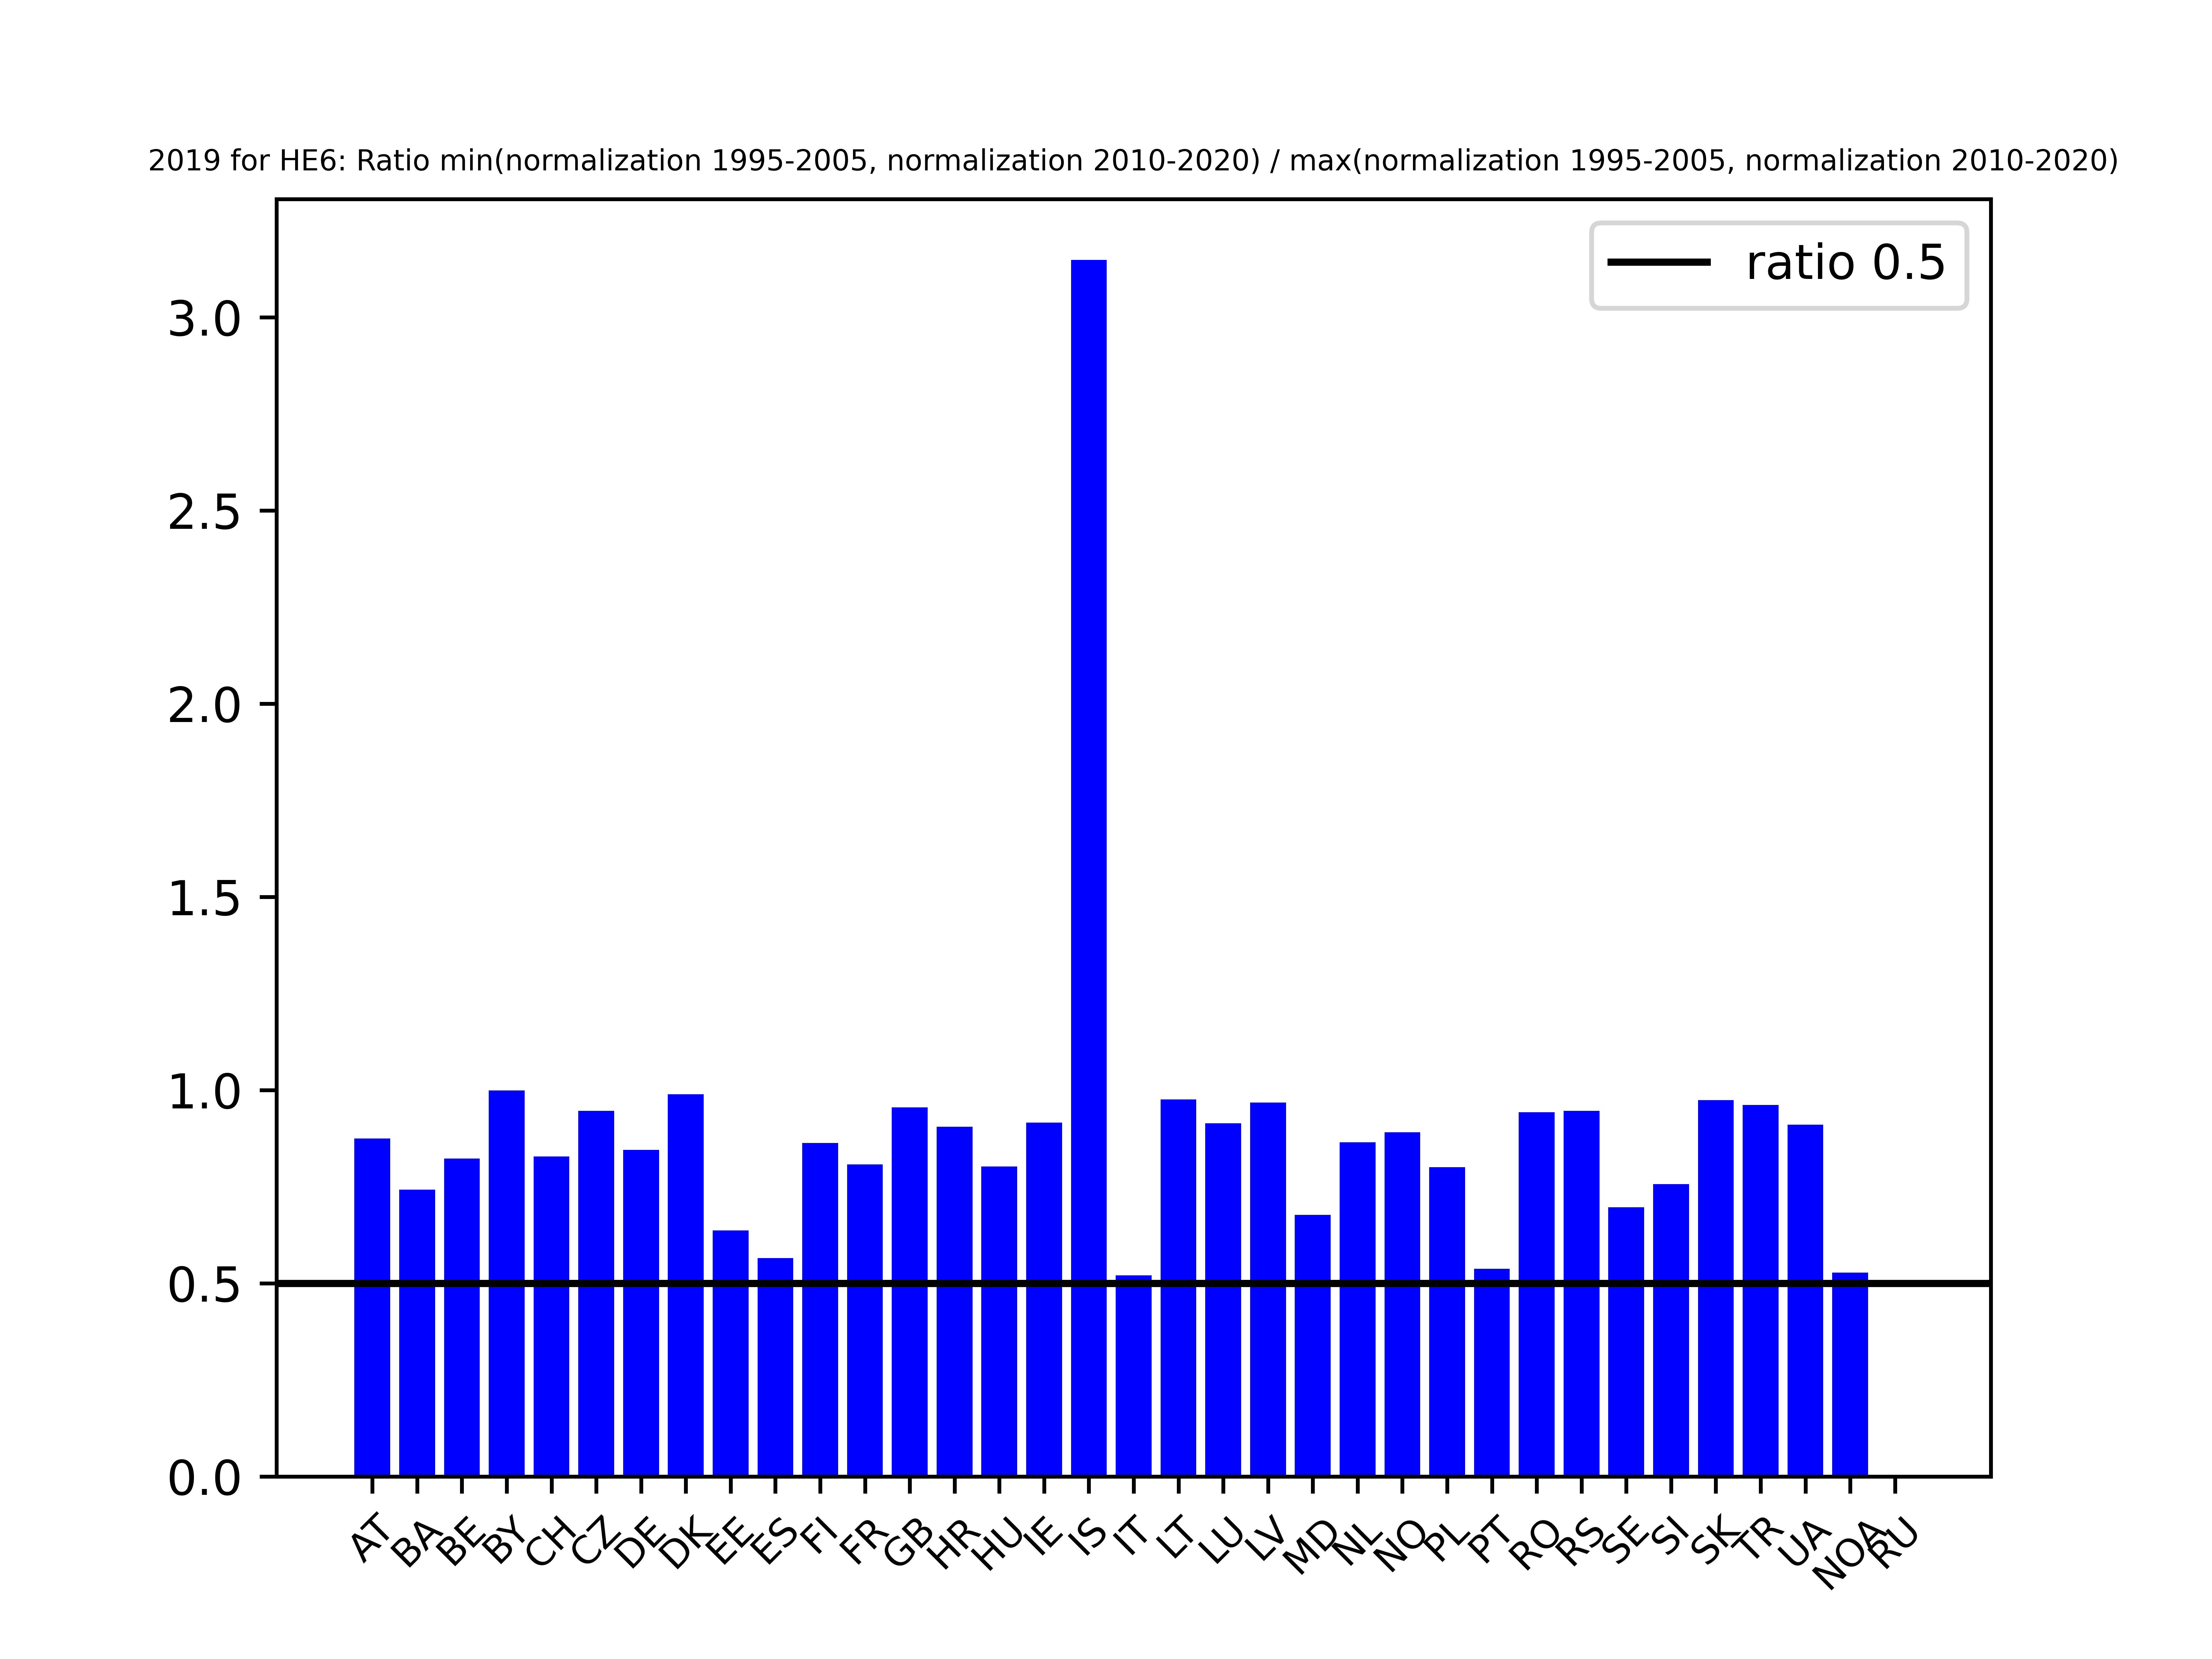 2019 for HE6: Ratio min(normalization 1995-2005, normalization 2010-2020) / max(normalization 1995-2005, normalization 2010-2020)
ratio 0.5
3.0
2.5
2.0
1.5
1.0
0.5
0.0
AT BA BE BY CH CZ DE DK EE ES FI FR GB HR HU IE IS IT LT LU LV MD NL NO PL PT RO RS SE SI SK TR UA NOA RU